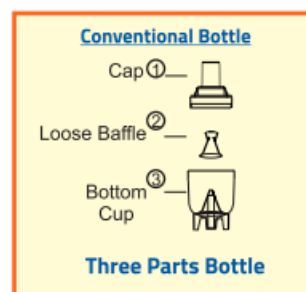 Conventional Bottle
Cap①
Loose Baffle②
Bottom③
Cup
Three Parts Bottle